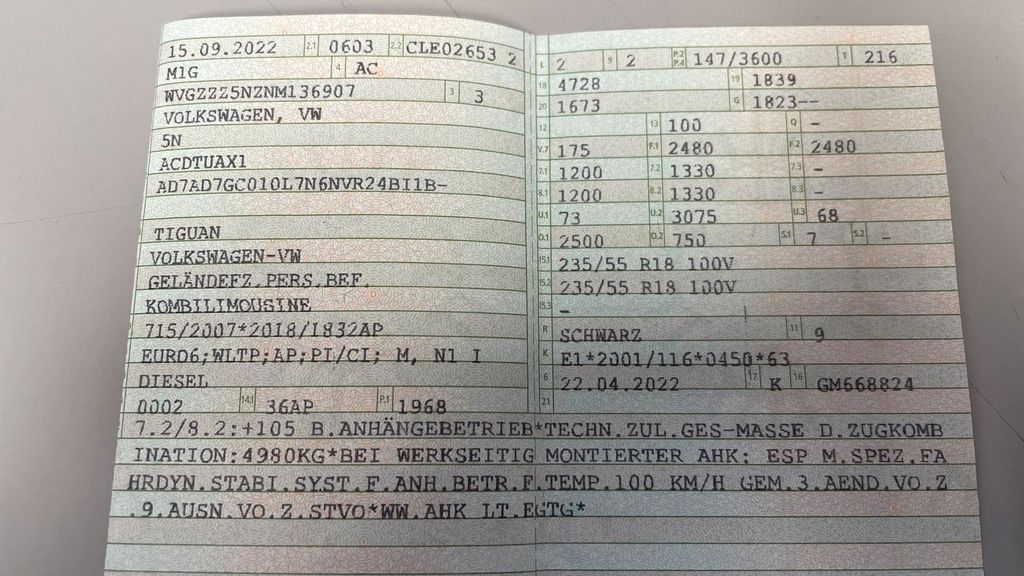 15.09.2022 2.1 0603 2.2 CLE02653 2
M1G 4 AC
WVGZZZ5NZNM136907 3 3
VOLKSWAGEN, VW
5N
ACDTUAX1
AD7AD7GC010L7N6NVR24BI1B-
TIGUAN
VOLKSWAGEN-VW
GELÄNDEFZ.PERS.BEF.
KOMBILIMOUSINE
715/2007*2018/1832AP
EURO6;WLTP;AP;PI/CI; M, N1 I
DIESEL
0002 14.1 36AP P.1 1968
L 2 9 2 P.2 P.4 147/3600 T 216
18 4728 19 1839
20 1673 G 1823--
12 13 100 Q -
V.7 175 F.1 2480 F.2 2480
7.1 1200 7.2 1330 7.3 -
8.1 1200 8.2 1330 8.3 -
U.1 73 U.2 3075 U.3 68
O.1 2500 O.2 750 S.1 7 S.2 -
15.1 235/55 R18 100V
15.2 235/55 R18 100V
15.3 -
R SCHWARZ 11 9
K E1*2001/116*0450*63
6 22.04.2022 17 K 16 GM668824
21
7.2/8.2:+105 B.ANHÄNGEBETRIEB*TECHN.ZUL.GES-MASSE D.ZUGKOMB
INATION:4980KG*BEI WERKSEITIG MONTIERTER AHK: ESP M.SPEZ.FA
HRDYN.STABI.SYST.F.ANH.BETR.F.TEMP.100 KM/H GEM.3.AEND.VO.Z
.9.AUSN.VO.Z.STVO*WW.AHK LT.EGTG*